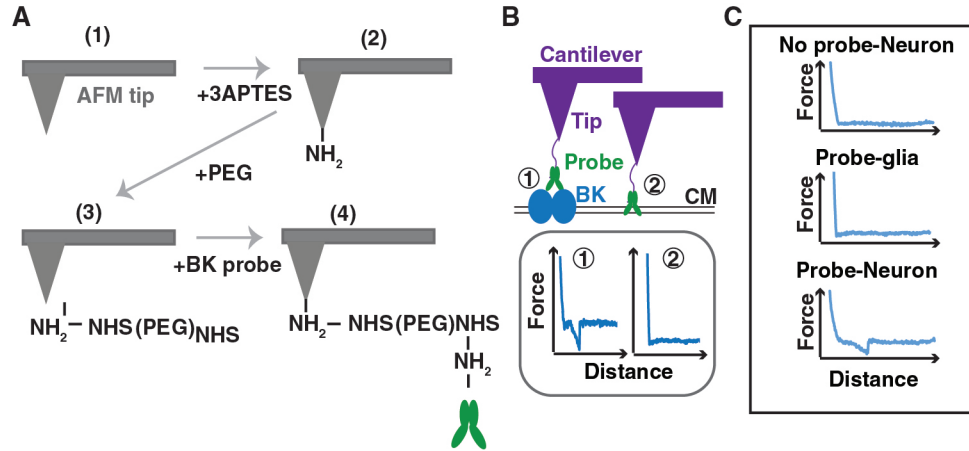 A
(1)
(2)
AFM tip
+3APTES
NH2
+PEG
(3)
(4)
+BK probe
NH2 – NHS(PEG)NHS
NH2 – NHS(PEG)NHS
NH2
B
Cantilever
Tip
Probe
1
BK
2
CM
1
2
Force
Distance
C
No probe-Neuron
Force
Probe-glia
Force
Probe-Neuron
Force
Distance